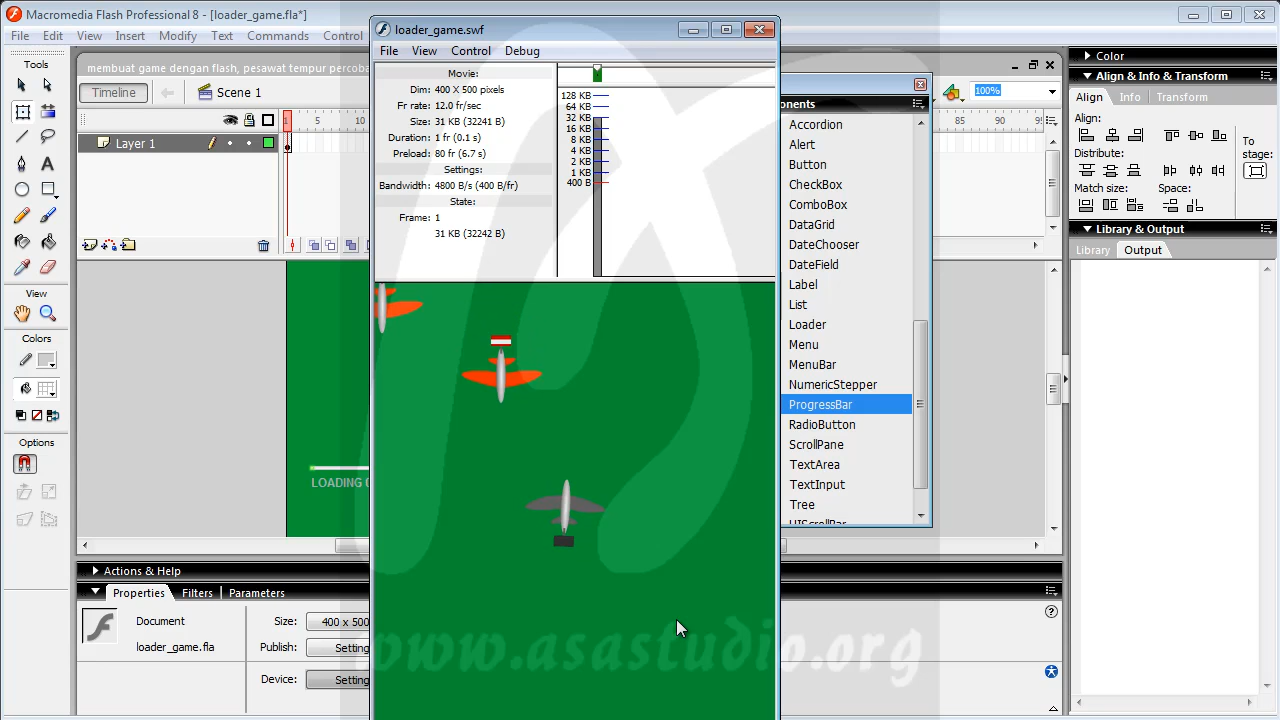 Macromedia Flash Professional 8 - [loader_game.fla*]
File Edit View Insert Modify Text Commands Control
loader_game.swf
File View Control Debug
Tools
View
Colors
Options
membuat game dengan flash, pesawat tempur percoba
Timeline
Scene 1
5 10
Layer 1
Movie:
Dim: 400 X 500 pixels
Fr rate: 12.0 fr/sec
Size: 31 KB (32241 B)
Duration: 1 fr (0.1 s)
Preload: 80 fr (6.7 s)
Settings:
Bandwidth: 4800 B/s (400 B/fr)
State:
Frame: 1
31 KB (32242 B)
128 KB
64 KB
32 KB
16 KB
8 KB
4 KB
2 KB
1 KB
400 B
LOADING
onents
Accordion
Alert
Button
CheckBox
ComboBox
DataGrid
DateChooser
DateField
Label
List
Loader
Menu
MenuBar
NumericStepper
ProgressBar
RadioButton
ScrollPane
TextArea
TextInput
Tree
UIScrollBar
100%
85 90 95
Color
Align & Info & Transform
Align Info Transform
Align:
Distribute:
Match size: Space:
To
stage:
Library & Output
Library Output
Actions & Help
Properties Filters Parameters
Document
loader_game.fla
Size: 400 x 500
Publish: Setting
Device: Setting
www.asastudio.org